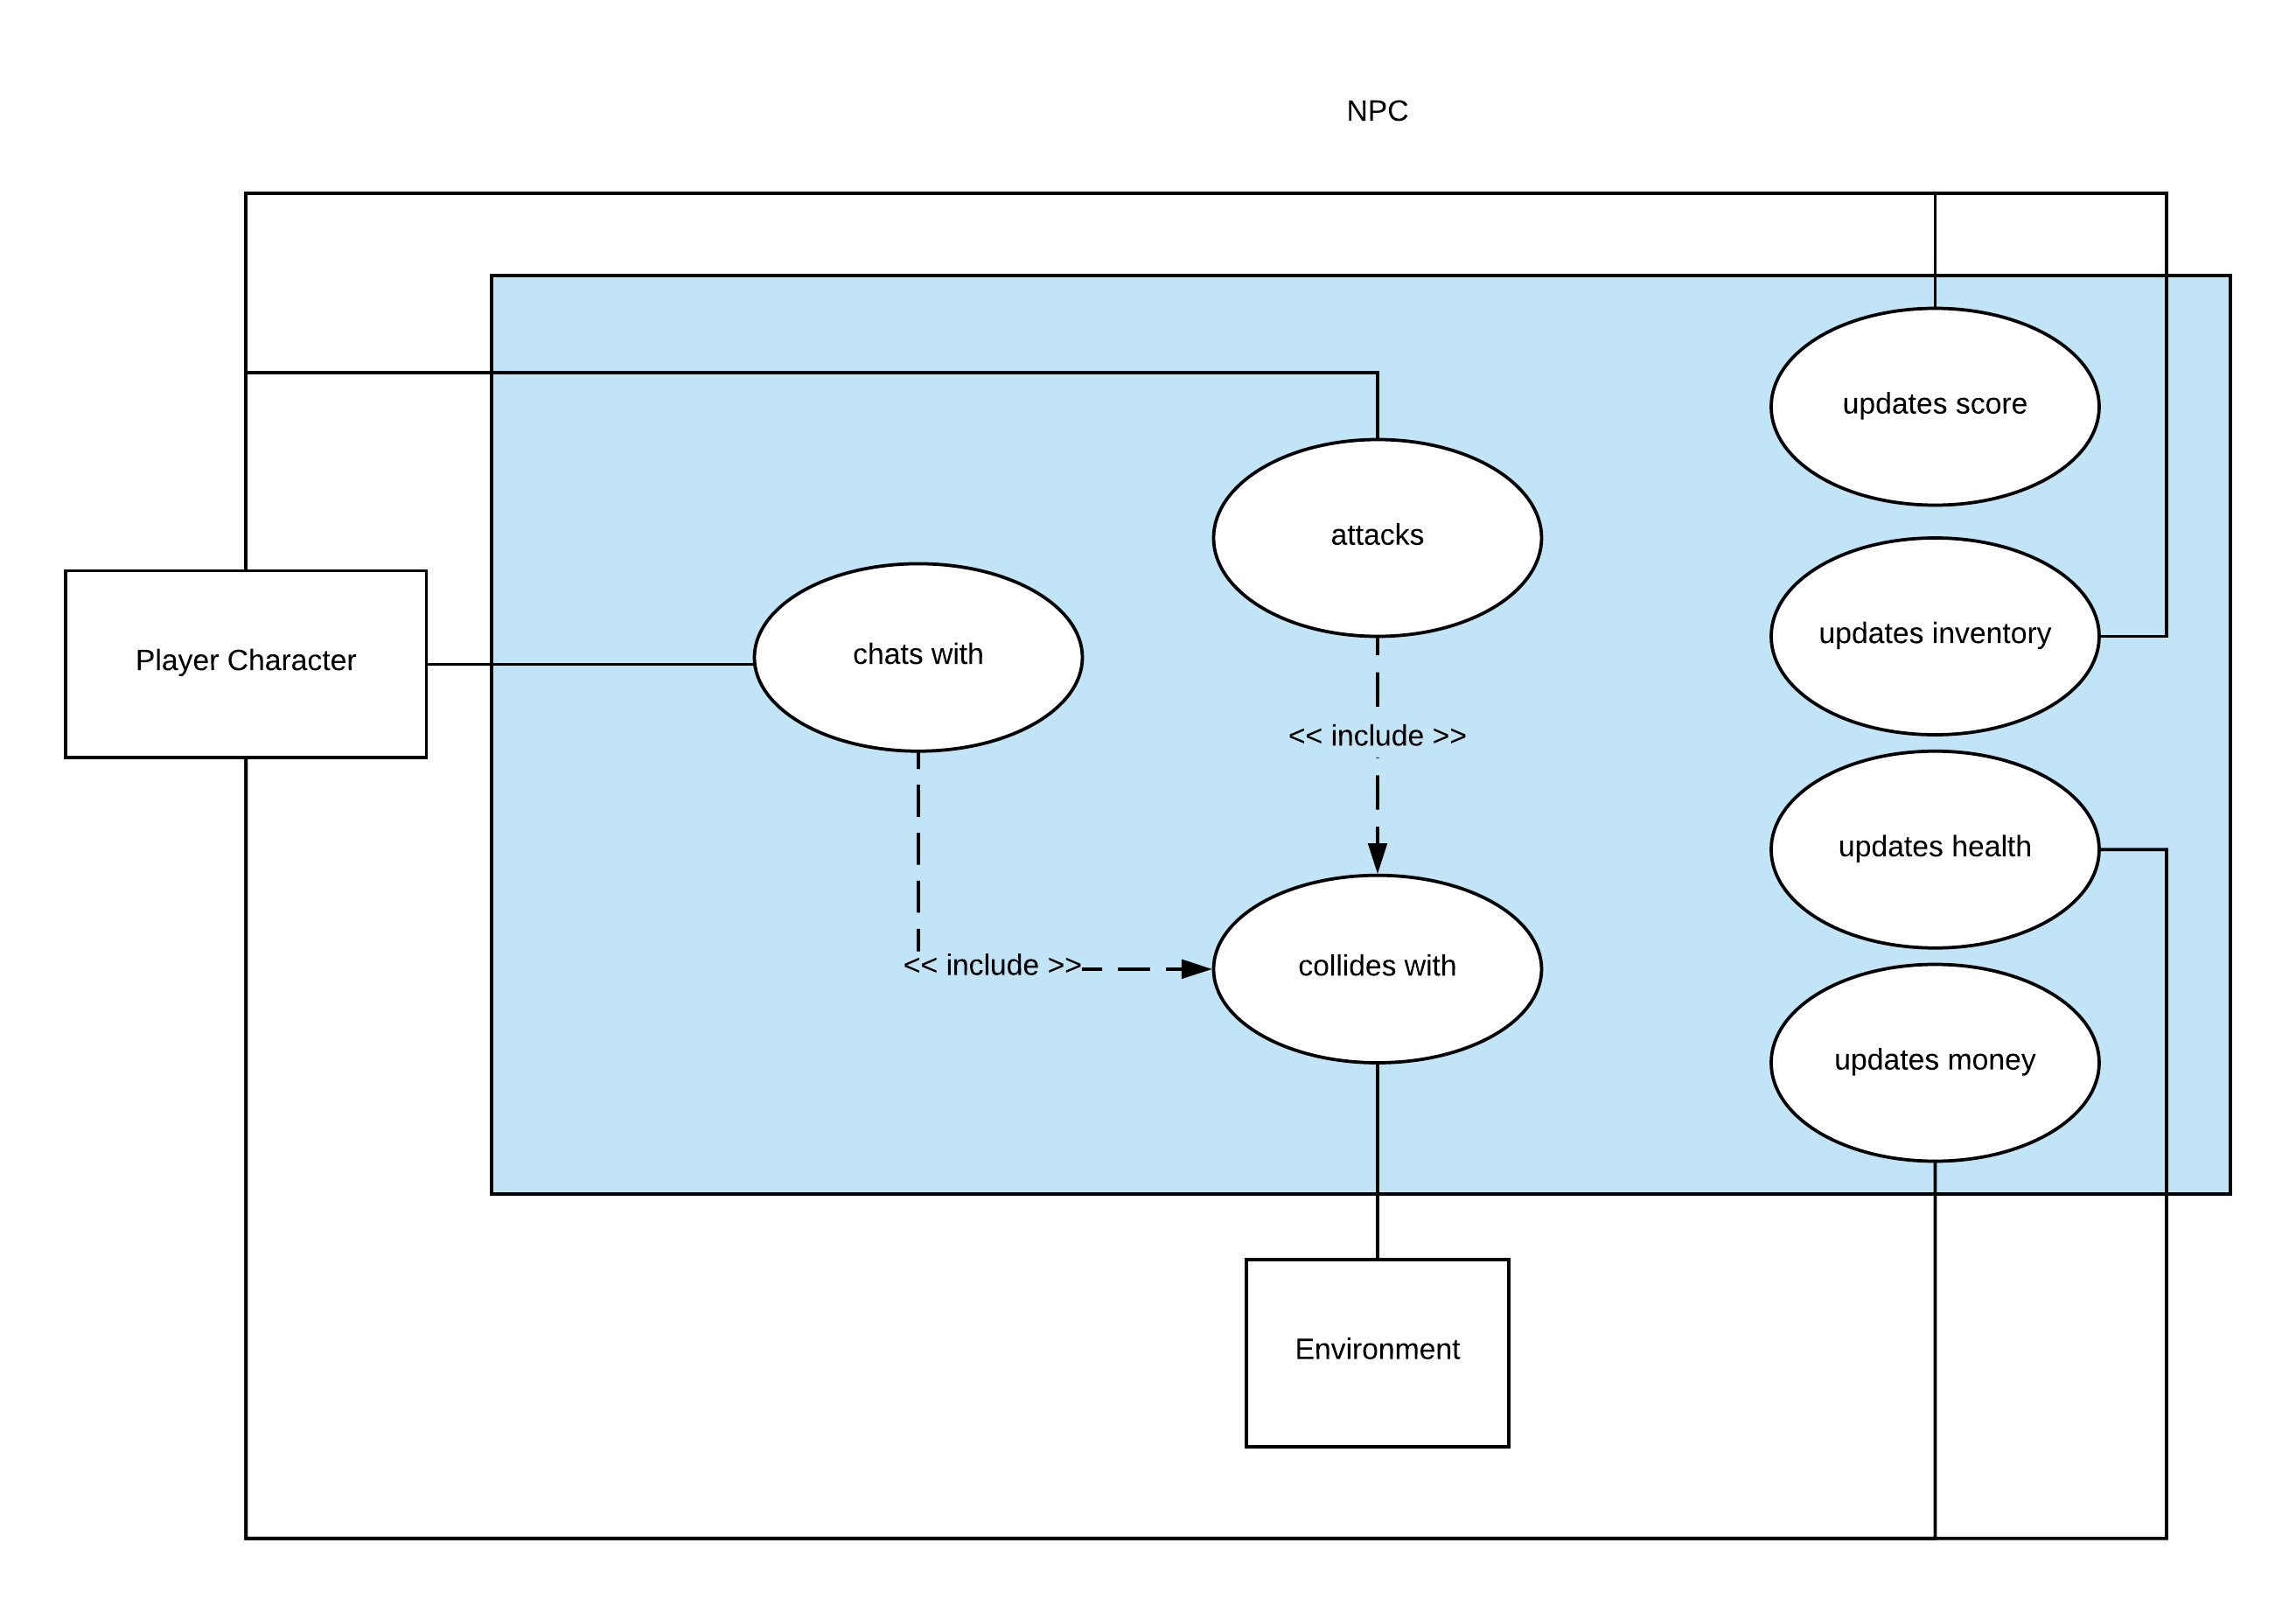 NPC
updates score
attacks
updates inventory
chats with
Player Character
<< include >>
updates health
<< include >>
collides with
updates money
Environment